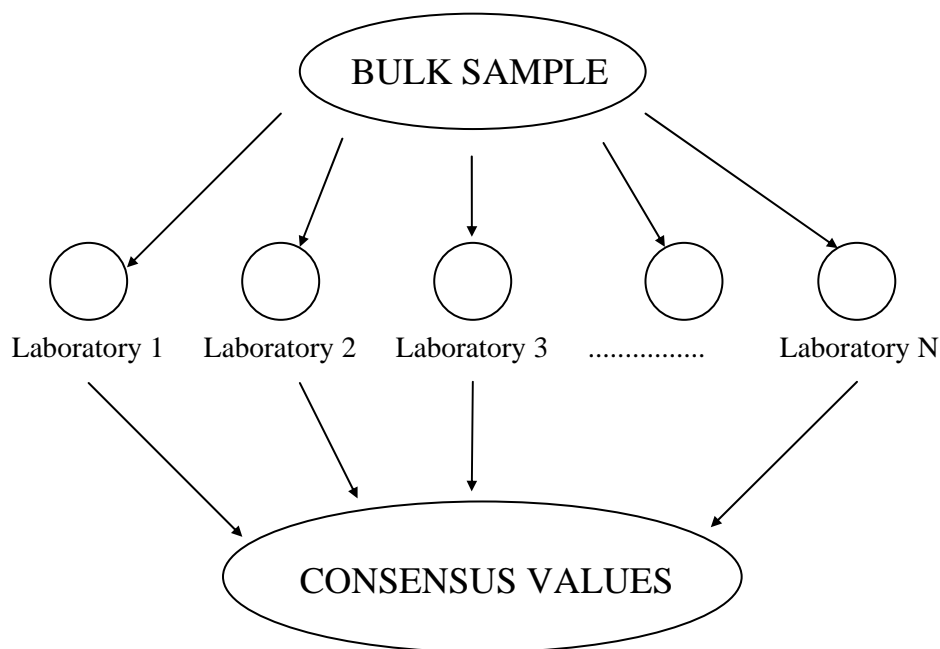 BULK SAMPLE
Laboratory 1 Laboratory 2 Laboratory 3 ................ Laboratory N
CONSENSUS VALUES